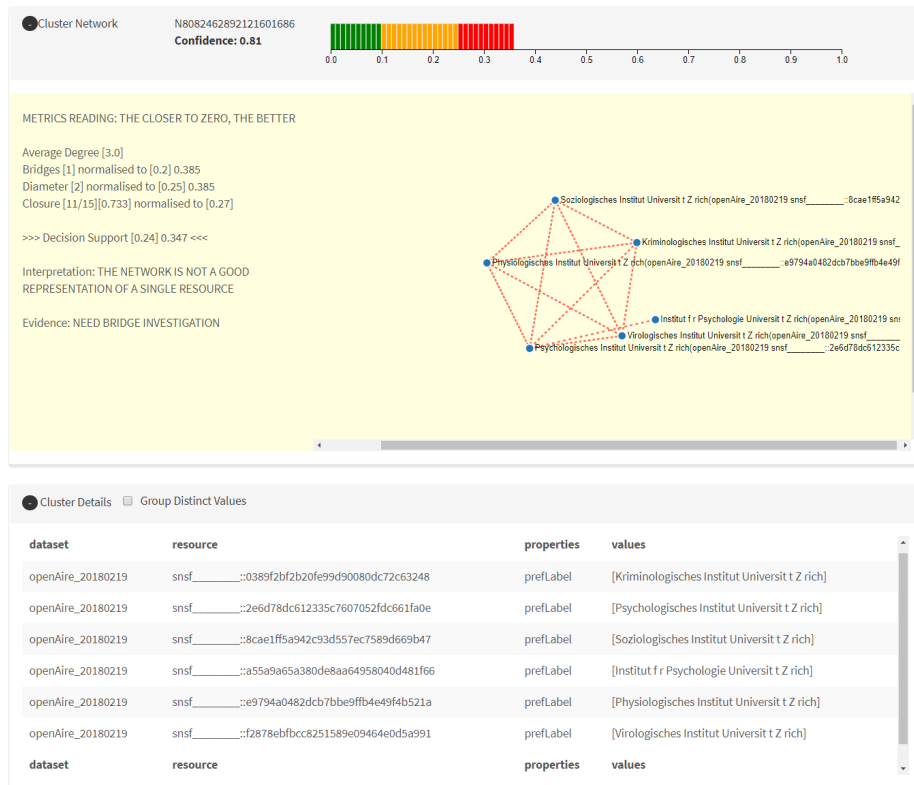 - Cluster Network
N8082462892121601686
Confidence: 0.81
0.0 0.1 0.2 0.3 0.4 0.5 0.6 0.7 0.8 0.9 1.0
METRICS READING: THE CLOSER TO ZERO, THE BETTER
Average Degree [3.0]
Bridges [1] normalised to [0.2] 0.385
Diameter [2] normalised to [0.25] 0.385
Closure [11/15][0.733] normalised to [0.27]
>>> Decision Support [0.24] 0.347 <<<
Interpretation: THE NETWORK IS NOT A GOOD
REPRESENTATION OF A SINGLE RESOURCE
Evidence: NEED BRIDGE INVESTIGATION
Soziologisches Institut Universit t Z rich(openAire_20180219 snsf________::8cae1ff5a942
Kriminologisches Institut Universit t Z rich(openAire_20180219 snsf_
Physiologisches Institut Universit t Z rich(openAire_20180219 snsf________::e9794a0482dcb7bbe9ffb4e49f
Institut f r Psychologie Universit t Z rich(openAire_20180219 sns
Virologisches Institut Universit t Z rich(openAire_20180219 snsf_____
Psychologisches Institut Universit t Z rich(openAire_20180219 snsf________::2e6d78dc612335c
- Cluster Details Group Distinct Values
dataset resource properties values
openAire_20180219 snsf________::0389f2bf2b20fe99d90080dc72c63248 prefLabel [Kriminologisches Institut Universit t Z rich]
openAire_20180219 snsf________::2e6d78dc612335c7607052fdc661fa0e prefLabel [Psychologisches Institut Universit t Z rich]
openAire_20180219 snsf________::8cae1ff5a942c93d557ec7589d669b47 prefLabel [Soziologisches Institut Universit t Z rich]
openAire_20180219 snsf________::a55a9a65a380de8aa64958040d481f66 prefLabel [Institut f r Psychologie Universit t Z rich]
openAire_20180219 snsf________::e9794a0482dcb7bbe9ffb4e49f4b521a prefLabel [Physiologisches Institut Universit t Z rich]
openAire_20180219 snsf________::f2878ebfbcc8251589e09464e0d5a991 prefLabel [Virologisches Institut Universit t Z rich]
dataset resource properties values